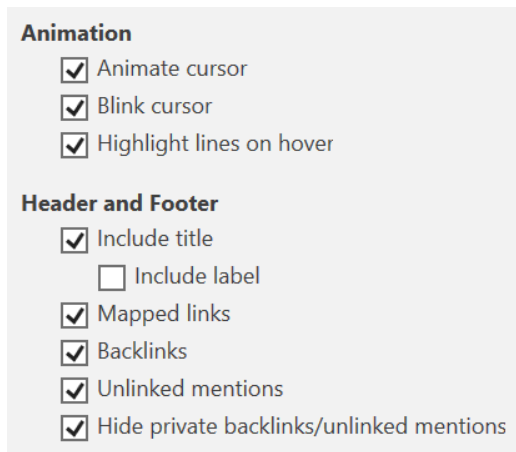 Animation
Animate cursor
Blink cursor
Highlight lines on hover
Header and Footer
Include title
Include label
Mapped links
Backlinks
Unlinked mentions
Hide private backlinks/unlinked mentions